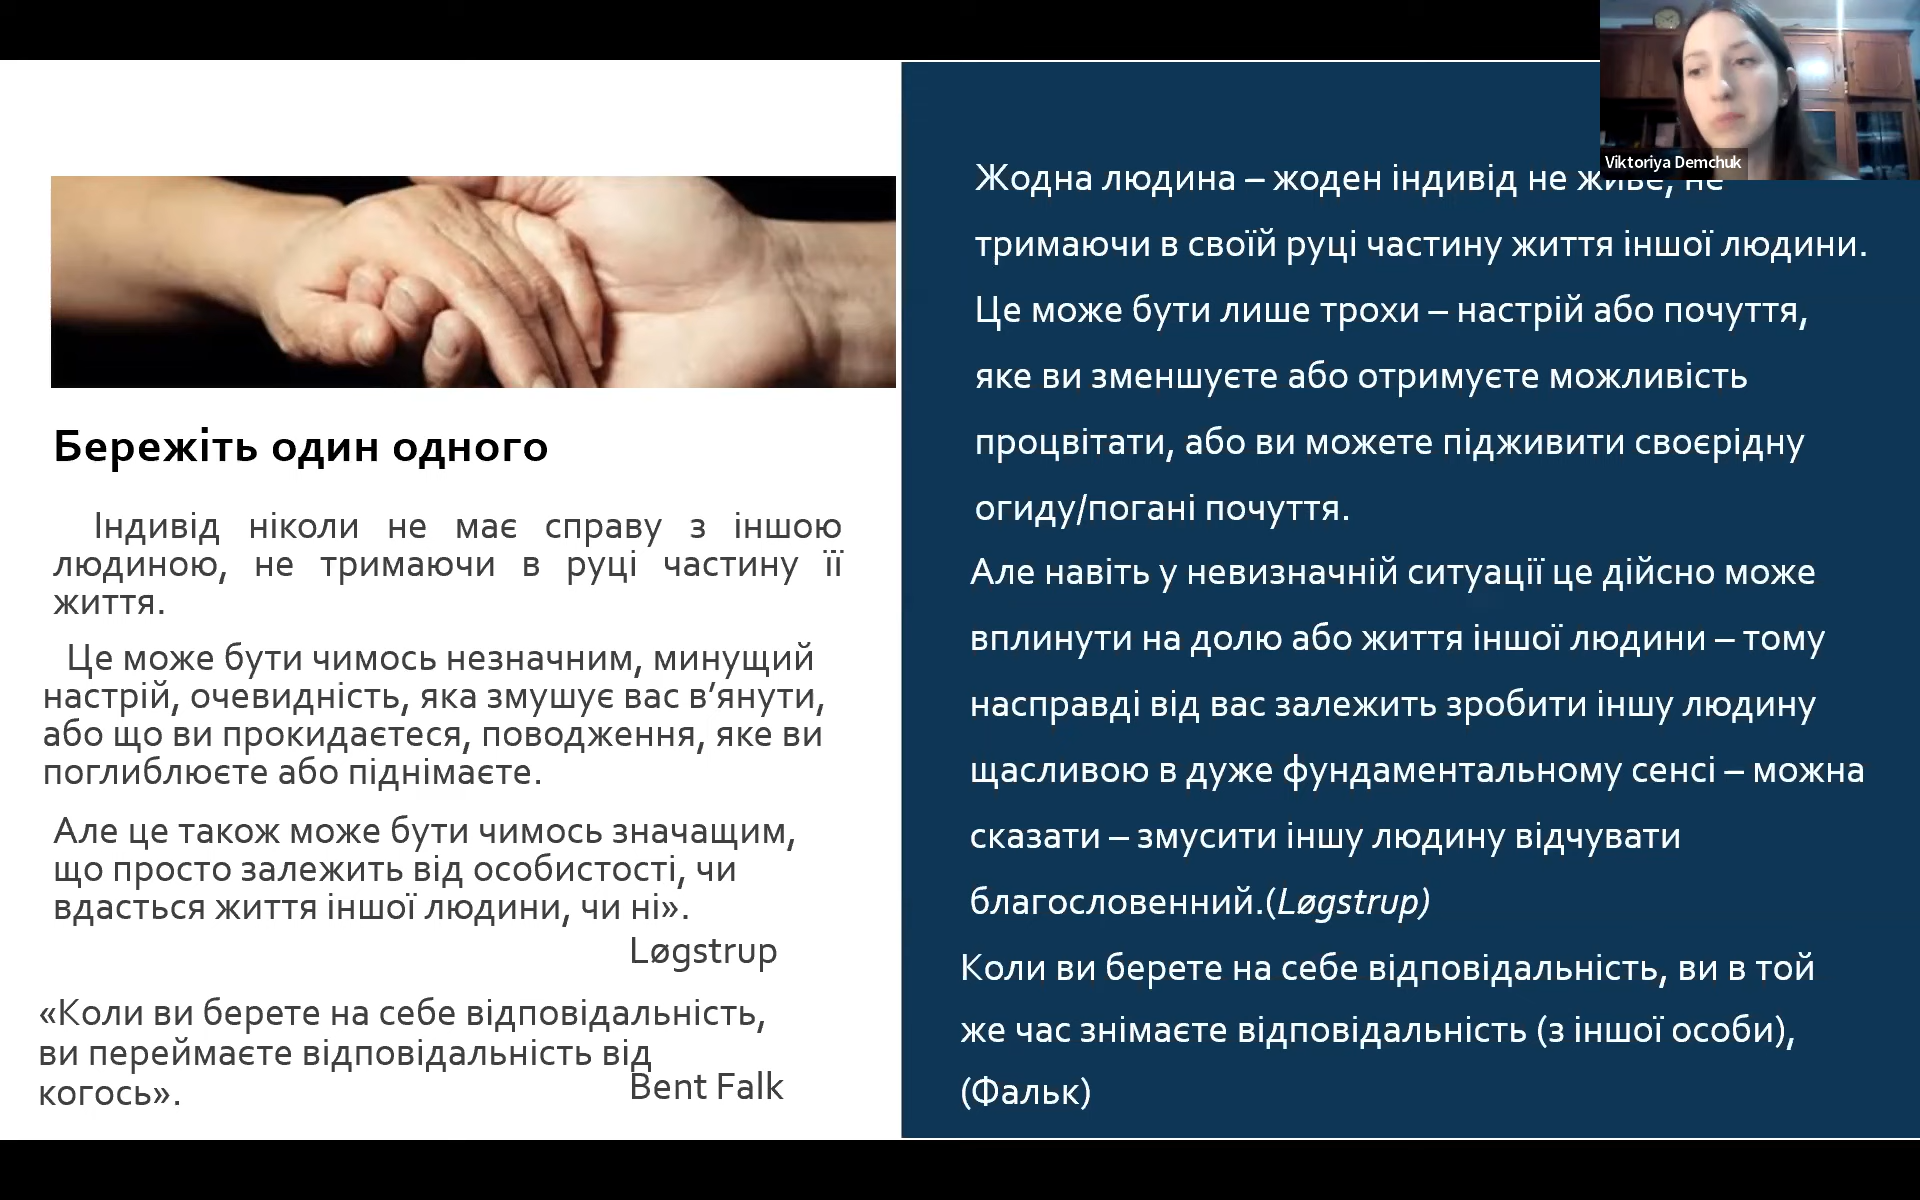 Бережіть один одного
Індивід ніколи не має справу з іншою
людиною, не тримаючи в руці частину її
життя.
Це може бути чимось незначним, минущий
настрій, очевидність, яка змушує вас в’янути,
або що ви прокидаєтеся, поводження, яке ви
поглиблюєте або піднімаєте.
Але це також може бути чимось значащим,
що просто залежить від особистості, чи
вдасться життя іншої людини, чи ні».
Løgstrup
«Коли ви берете на себе відповідальність,
ви переймаєте відповідальність від
когось».
Bent Falk
Viktoriya Demchuk
Жодна людина – жоден індивід не живе, не
тримаючи в своїй руці частину життя іншої людини.
Це може бути лише трохи – настрій або почуття,
яке ви зменшуєте або отримуєте можливість
процвітати, або ви можете підживити своєрідну
огиду/погані почуття.
Але навіть у невизначній ситуації це дійсно може
вплинути на долю або життя іншої людини – тому
насправді від вас залежить зробити іншу людину
щасливою в дуже фундаментальному сенсі – можна
сказати – змусити іншу людину відчувати
благословенний.(Løgstrup)
Коли ви берете на себе відповідальність, ви в той
же час знімаєте відповідальність (з іншої особи),
(Фальк)